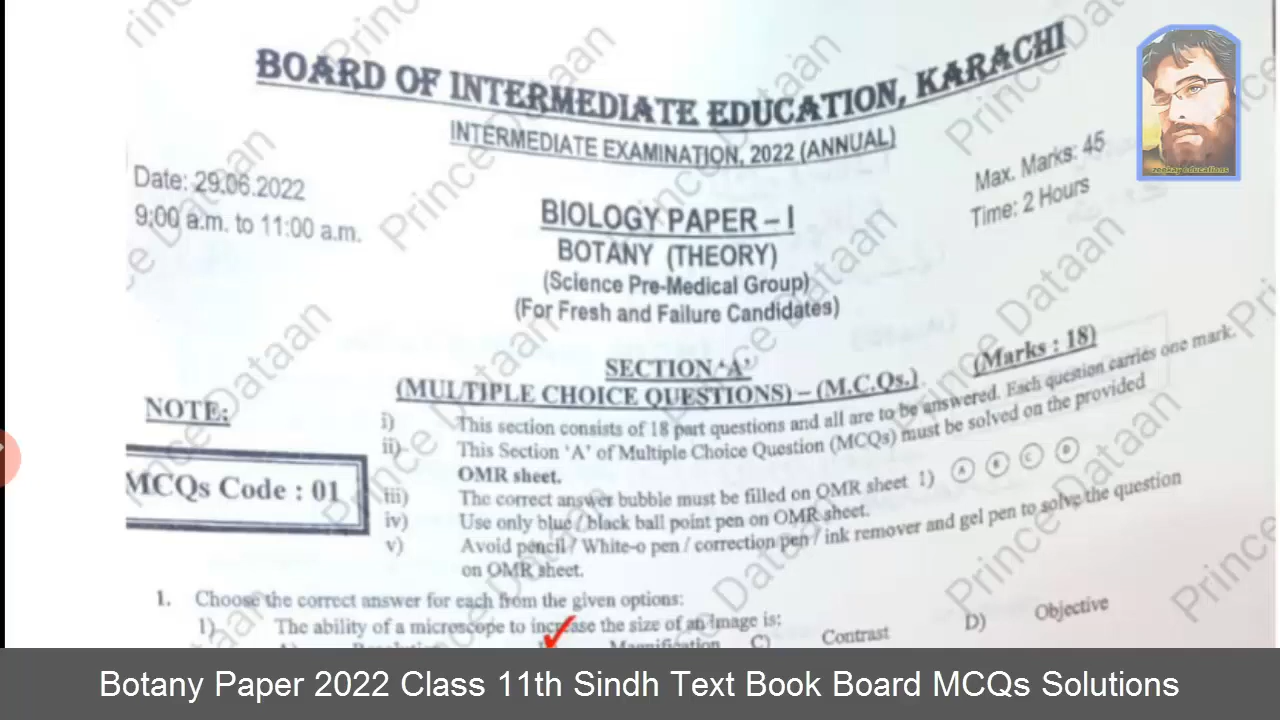 BOARD OF INTERMEDIATE EDUCATION, KARACHI
INTERMEDIATE EXAMINATION, 2022 (ANNUAL)
Date: 29.06.2022
9:00 a.m. to 11:00 a.m.
Max. Marks: 45
Time: 2 Hours
BIOLOGY PAPER – I
BOTANY (THEORY)
(Science Pre-Medical Group)
(For Fresh and Failure Candidates)
SECTION 'A'
(MULTIPLE CHOICE QUESTIONS) – (M.C.Qs.) (Marks : 18)
NOTE:
i) This section consists of 18 part questions and all are to be answered. Each question carries one mark.
ii) This Section 'A' of Multiple Choice Question (MCQs) must be solved on the provided
OMR sheet.
iii) The correct answer bubble must be filled on OMR sheet 1) A B C D
iv) Use only blue / black ball point pen on OMR sheet.
v) Avoid pencil / White-o pen / correction pen / ink remover and gel pen to solve the question
on OMR sheet.
MCQs Code : 01
1. Choose the correct answer for each from the given options:
1) The ability of a microscope to increase the size of an image is:
Magnification C) Contrast D) Objective
zeekay educations
Prince Dataan
Botany Paper 2022 Class 11th Sindh Text Book Board MCQs Solutions